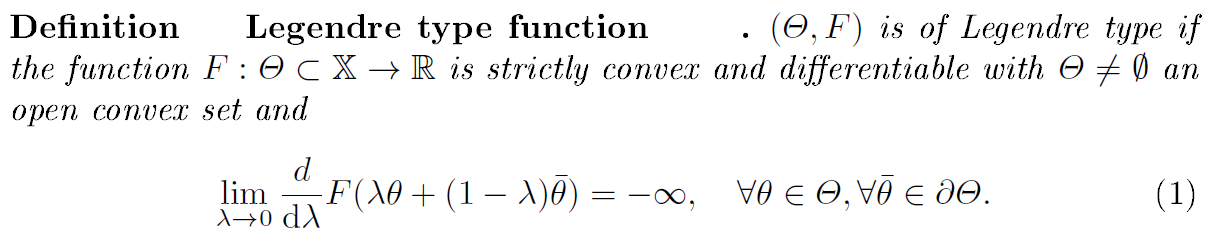 Definition Legendre type function . (Θ, F) is of Legendre type if
the function F : Θ ⊂ 𝕏 → ℝ is strictly convex and differentiable with Θ ≠ ∅ an
open convex set and
lim_{λ→0} d/dλ F(λθ + (1 − λ)θ̄) = −∞, ∀θ ∈ Θ, ∀θ̄ ∈ ∂Θ. (1)